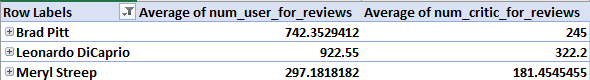 Row Labels Average of num_user_for_reviews Average of num_critic_for_reviews
Brad Pitt 742.3529412 245
Leonardo DiCaprio 922.55 322.2
Meryl Streep 297.1818182 181.4545455